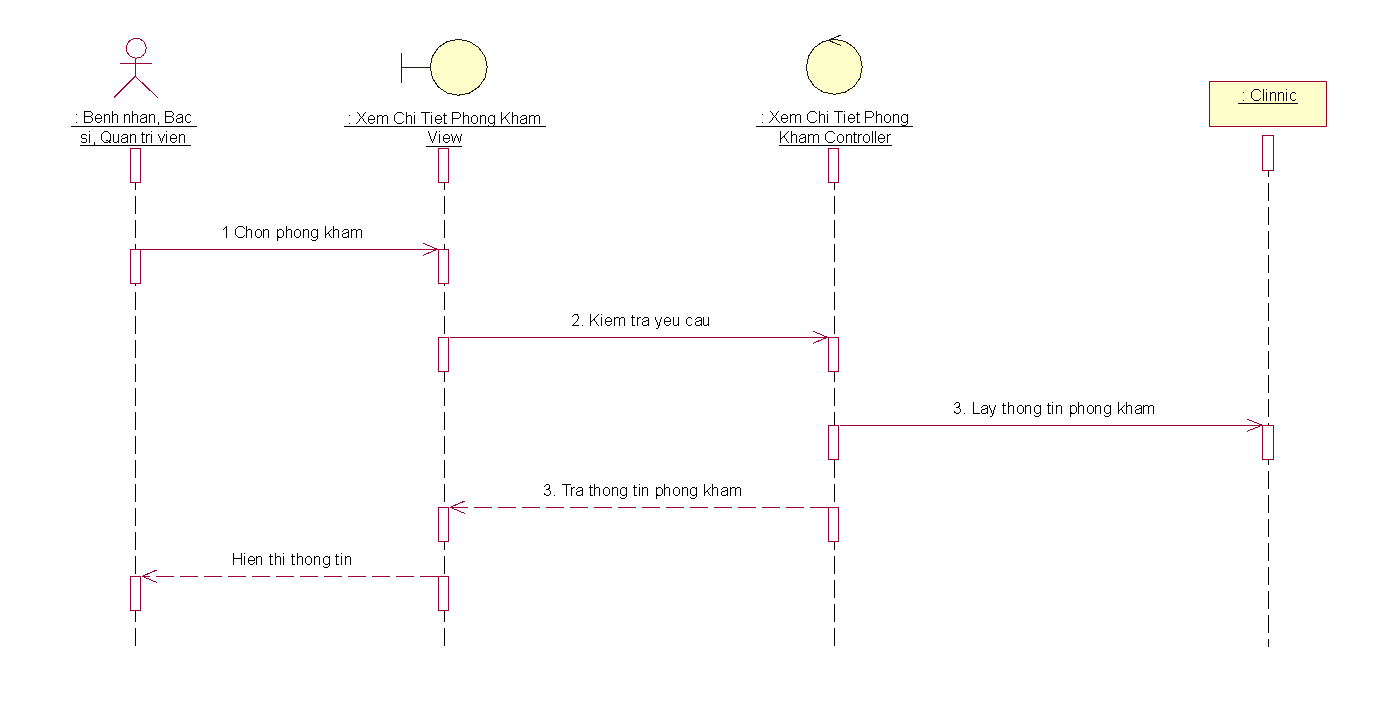 : Benh nhan, Bac
si, Quan tri vien
: Xem Chi Tiet Phong Kham
View
: Xem Chi Tiet Phong
Kham Controller
: Clinnic
1 Chon phong kham
2. Kiem tra yeu cau
3. Lay thong tin phong kham
3. Tra thong tin phong kham
Hien thi thong tin